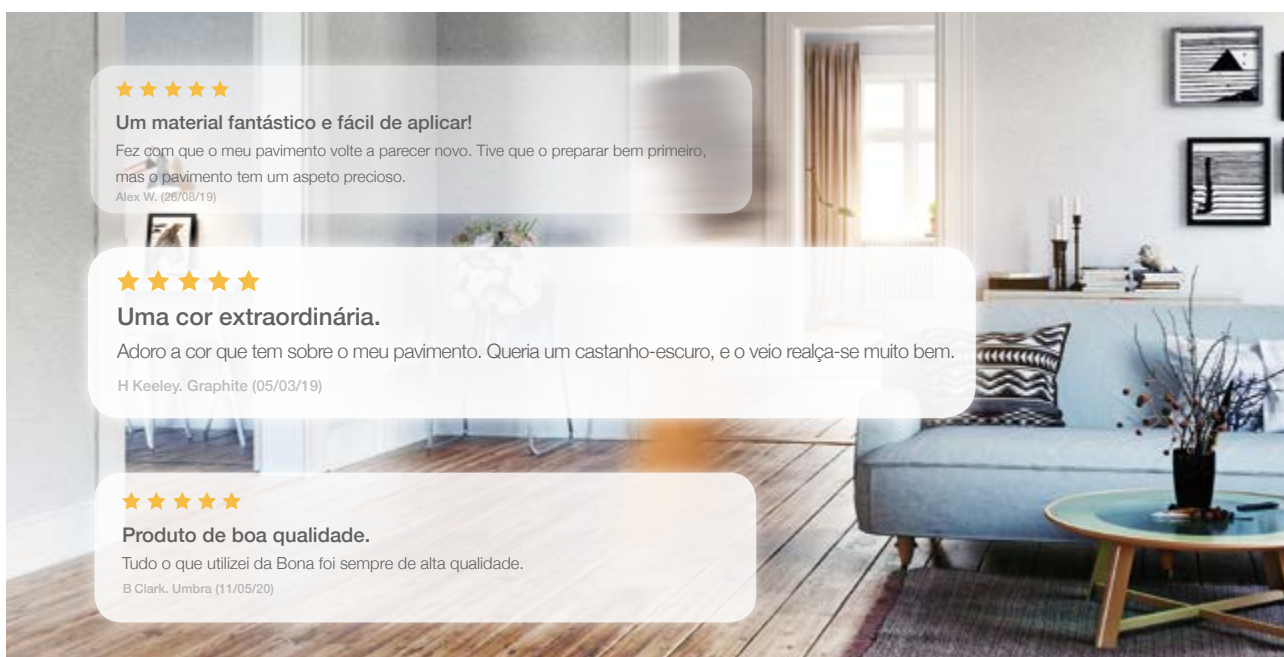 Um material fantástico e fácil de aplicar!
Fez com que o meu pavimento volte a parecer novo. Tive que o preparar bem primeiro,
mas o pavimento tem um aspeto precioso.
Alex W. (26/08/19)
Uma cor extraordinária.
Adoro a cor que tem sobre o meu pavimento. Queria um castanho-escuro, e o veio realça-se muito bem.
H Keeley. Graphite (05/03/19)
Produto de boa qualidade.
Tudo o que utilizei da Bona foi sempre de alta qualidade.
B Clark. Umbra (11/05/20)